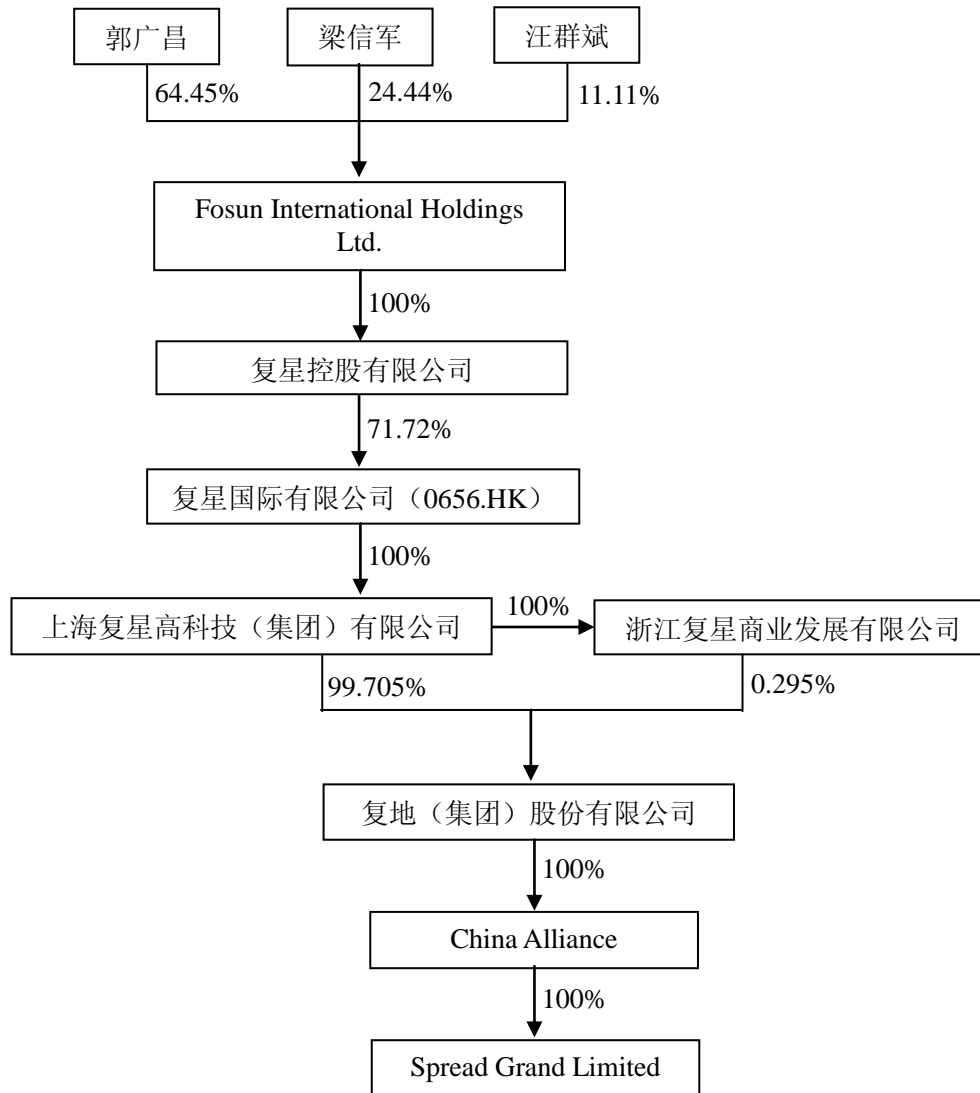 郭广昌
梁信军
汪群斌
64.45%
24.44%
11.11%
Fosun International Holdings
Ltd.
100%
复星控股有限公司
71.72%
复星国际有限公司（0656.HK）
100%
上海复星高科技（集团）有限公司
100%
浙江复星商业发展有限公司
99.705%
0.295%
复地（集团）股份有限公司
100%
China Alliance
100%
Spread Grand Limited